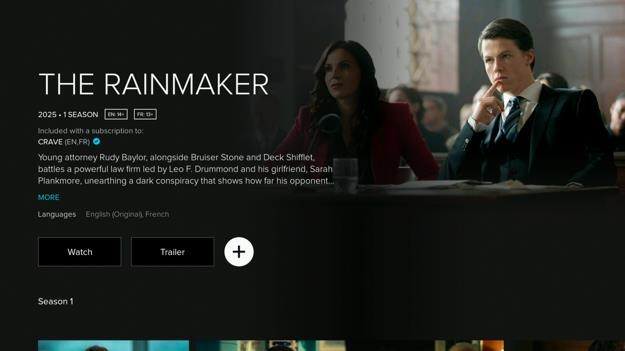 THE RAINMAKER
2025 • 1 SEASON EN: 14+ FR: 13+
Included with a subscription to:
CRAVE (EN,FR)
Young attorney Rudy Baylor, alongside Bruiser Stone and Deck Shifflet,
battles a powerful law firm led by Leo F. Drummond and his girlfriend, Sarah
Plankmore, unearthing a dark conspiracy that shows how far his opponent...
MORE
Languages English (Original), French
Watch Trailer
Season 1